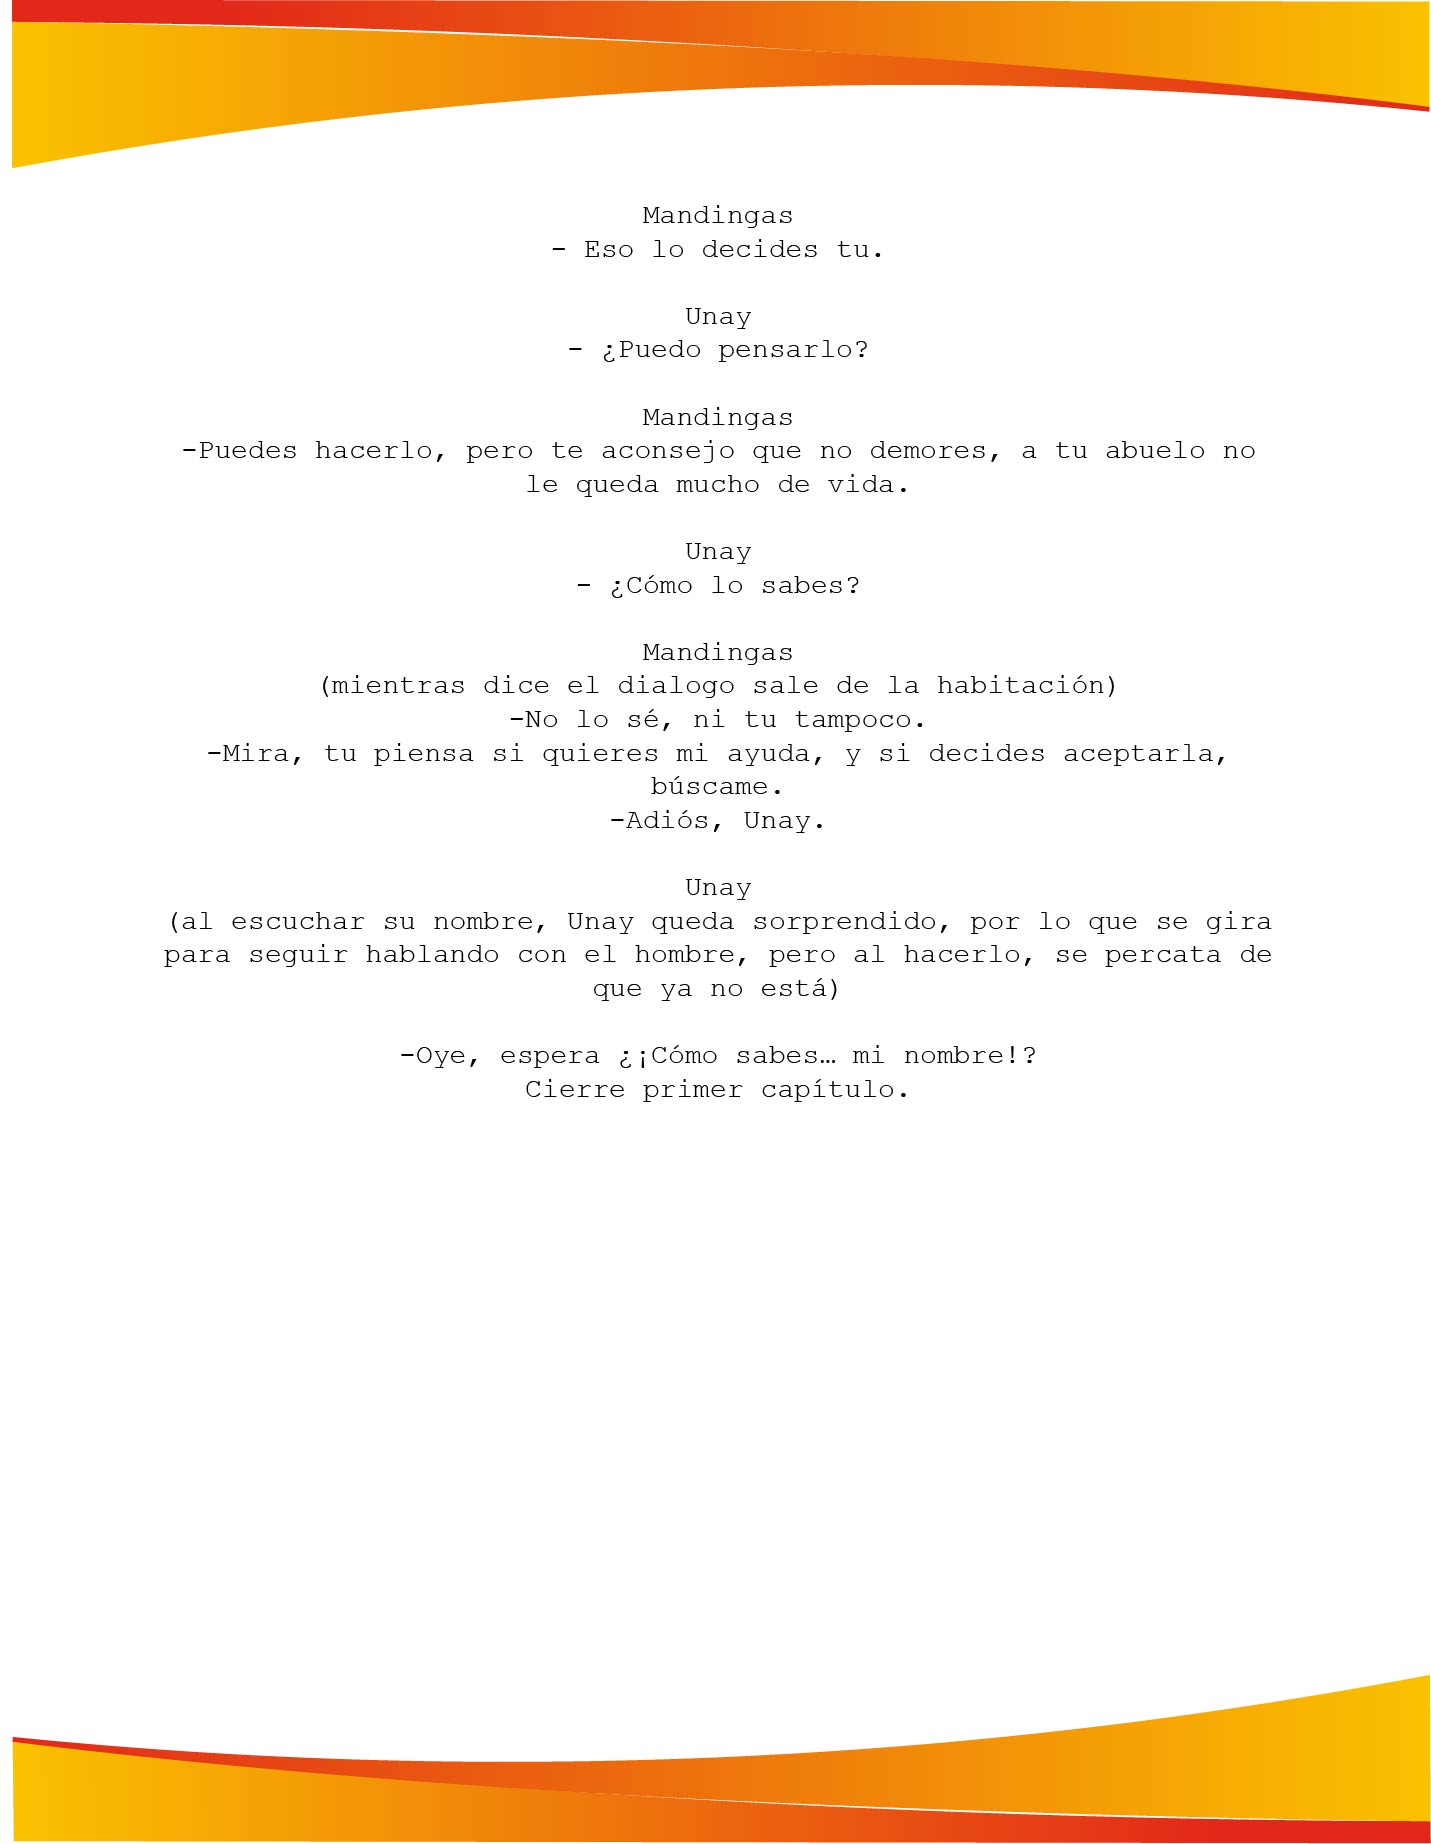 Mandingas
- Eso lo decides tu.
Unay
- ¿Puedo pensarlo?
Mandingas
-Puedes hacerlo, pero te aconsejo que no demores, a tu abuelo no
le queda mucho de vida.
Unay
- ¿Cómo lo sabes?
Mandingas
(mientras dice el dialogo sale de la habitación)
-No lo sé, ni tu tampoco.
-Mira, tu piensa si quieres mi ayuda, y si decides aceptarla,
búscame.
-Adiós, Unay.
Unay
(al escuchar su nombre, Unay queda sorprendido, por lo que se gira
para seguir hablando con el hombre, pero al hacerlo, se percata de
que ya no está)
-Oye, espera ¿¡Cómo sabes… mi nombre!?
Cierre primer capítulo.